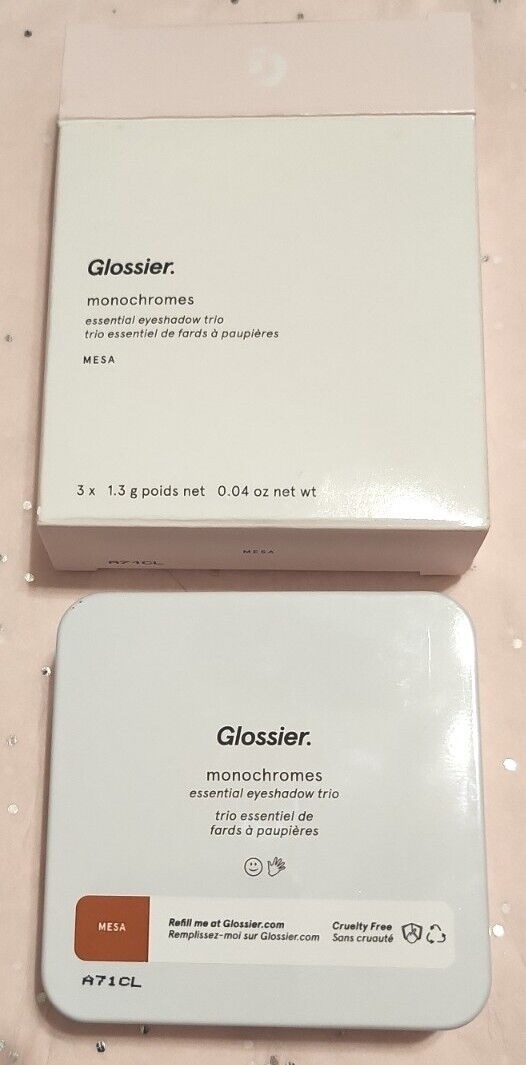 Glossier.
monochromes
essential eyeshadow trio
trio essentiel de fards à paupières
MESA
3 x 1.3 g poids net 0.04 oz net wt
MESA
A71CL
Glossier.
monochromes
essential eyeshadow trio
trio essentiel de
fards à paupières
MESA
Refill me at Glossier.com
Remplissez-moi sur Glossier.com
Cruelty Free
Sans cruauté
A71CL